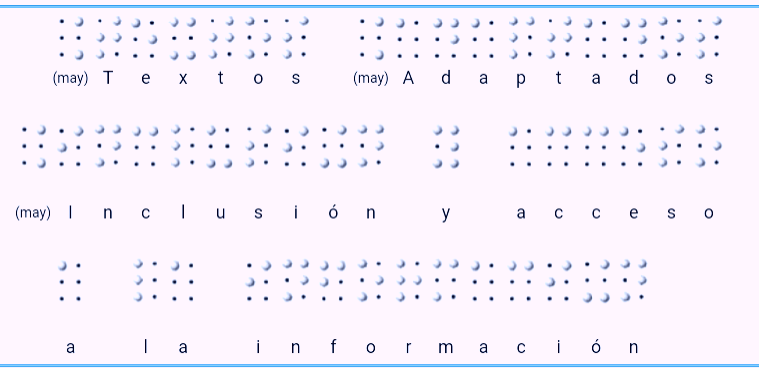 (may) T e x t o s (may) A d a p t a d o s
(may) I n c l u s i ó n y a c c e s o
a l a i n f o r m a c i ó n